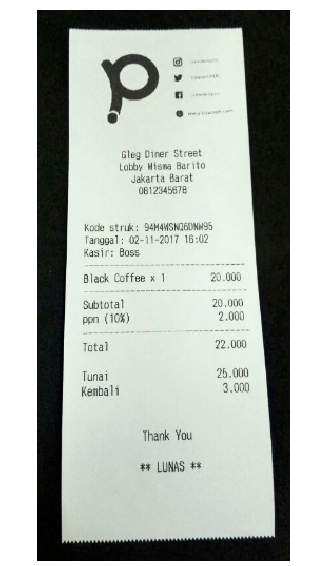 Gleg Diner Street
Lobby Wisma Barito
Jakarta Barat
0812345678
Kode struk:
Tanggal: 02-11-2017 16:02
Kasir: Boss
Black Coffee x 1 20.000
Subtotal 20.000
ppm (10%) 2.000
Total 22.000
Tunai 25.000
Kembali 3.000
Thank You
** LUNAS **